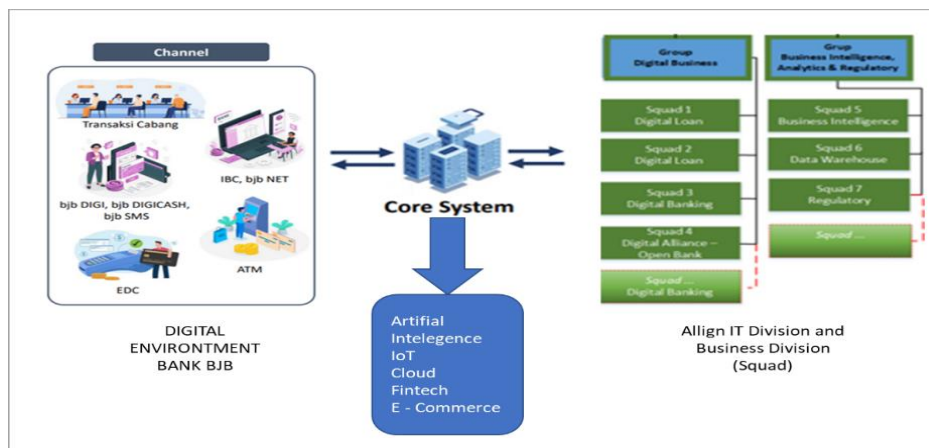 Channel
Transaksi Cabang
IBC, bjb NET
bjb DIGI, bjb DIGICASH,
bjb SMS
ATM
EDC
DIGITAL
ENVIRONTMENT
BANK BJB
Core System
Artifial
Intelegence
IoT
Cloud
Fintech
E - Commerce
Group
Digital Business
Squad 1
Digital Loan
Squad 2
Digital Loan
Squad 3
Digital Banking
Squad 4
Digital Alliance –
Open Bank
Squad ...
Digital Banking
Grup
Business Intelligence,
Analytics & Regulatory
Squad 5
Business Intelligence
Squad 6
Data Warehouse
Squad 7
Regulatory
Squad ...
Allign IT Division and
Business Division
(Squad)